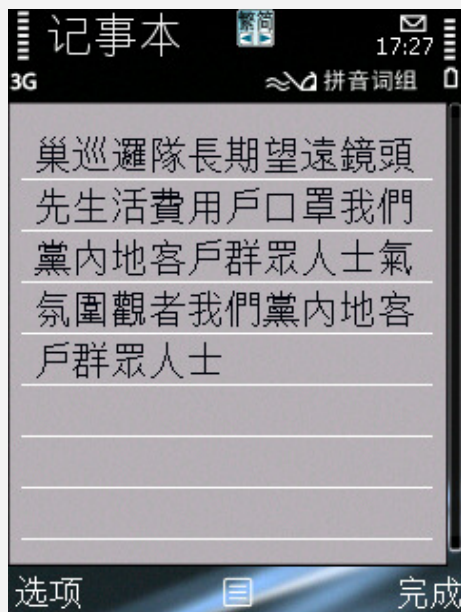 记事本
繁简
17:27
3G
拼音词组
巢巡邏隊長期望遠鏡頭
先生活費用戶口罩我們
黨內地客戶群眾人士氣
氛圍觀者我們黨內地客
戶群眾人士
选项
完成